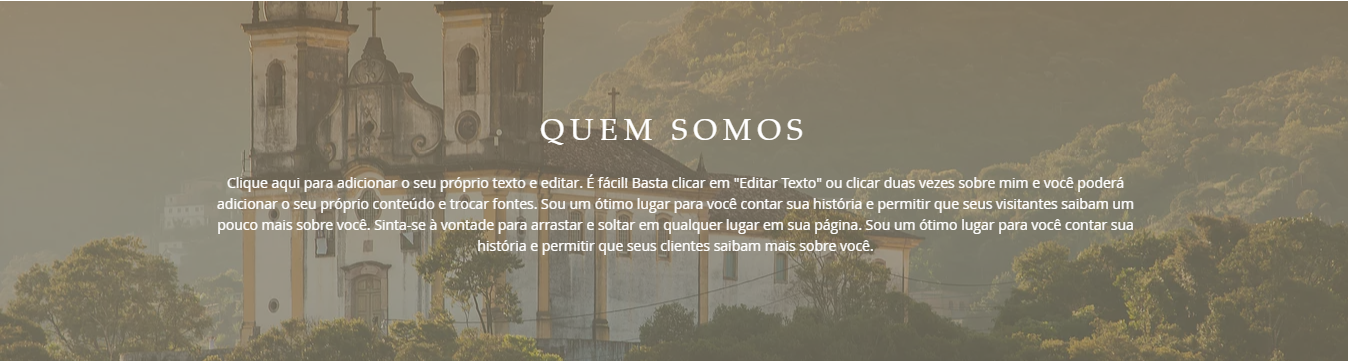 QUEM SOMOS
Clique aqui para adicionar o seu próprio texto e editar. É fácil! Basta clicar em "Editar Texto" ou clicar duas vezes sobre mim e você poderá
adicionar o seu próprio conteúdo e trocar fontes. Sou um ótimo lugar para você contar sua história e permitir que seus visitantes saibam um
pouco mais sobre você. Sinta-se à vontade para arrastar e soltar em qualquer lugar em sua página. Sou um ótimo lugar para você contar sua
história e permitir que seus clientes saibam mais sobre você.